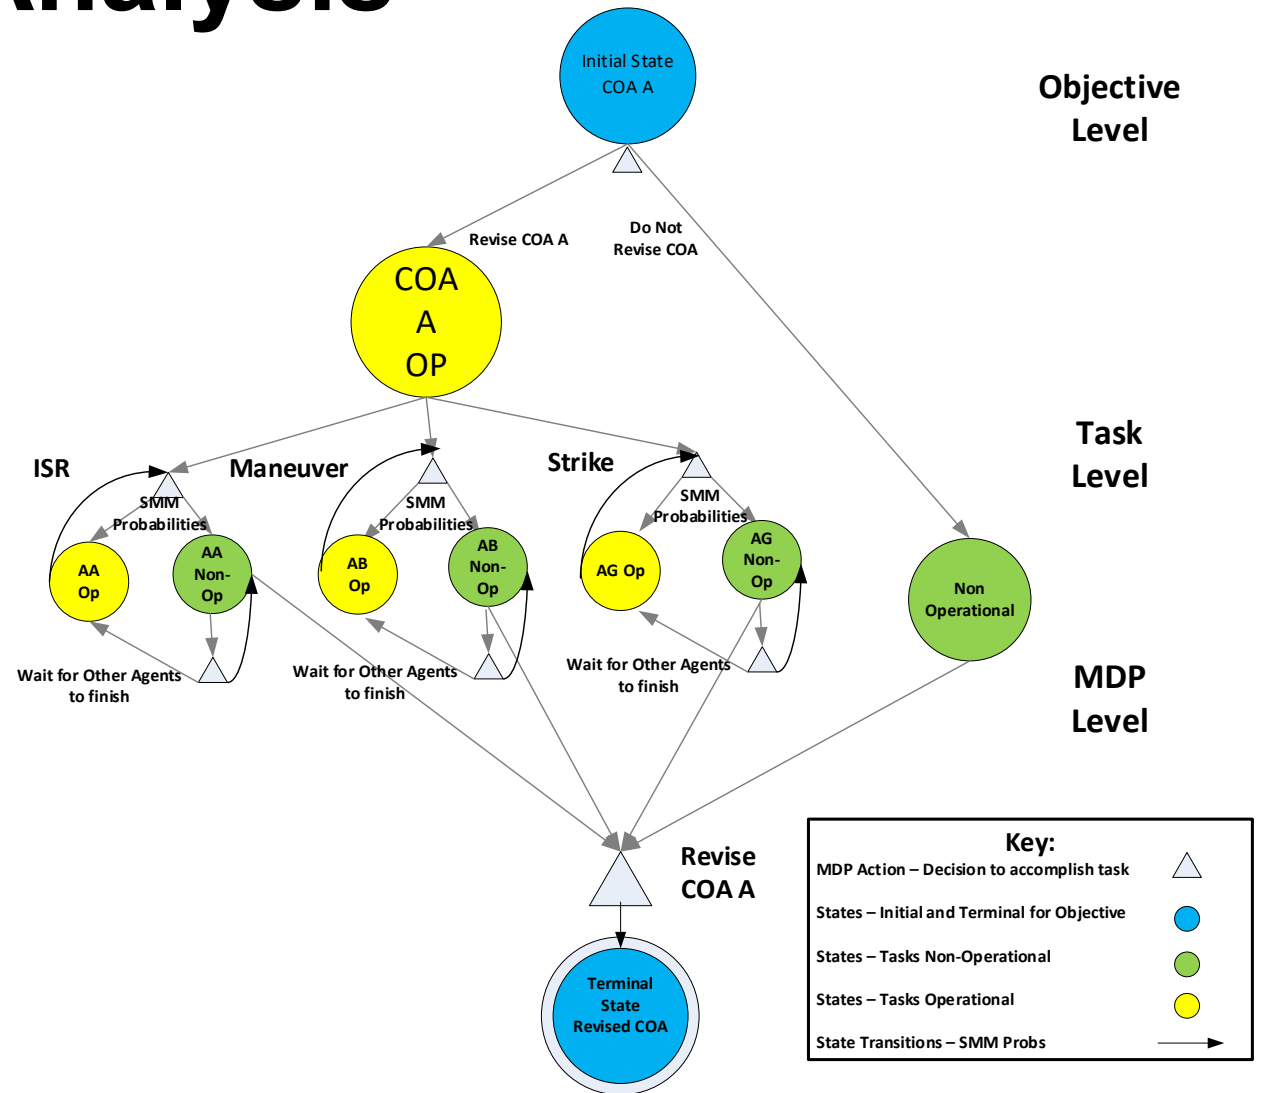 Analysis
Initial State
COA A
Objective
Level
Revise COA A
Do Not
Revise COA
COA
A
OP
Task
Level
ISR
Maneuver
Strike
SMM
Probabilities
SMM
Probabilities
SMM
Probabilities
AA
Op
AA
Non-
Op
AB
Op
AB
Non-
Op
AG Op
AG
Non-
Op
Non
Operational
Wait for Other Agents
to finish
Wait for Other Agents
to finish
Wait for Other Agents
to finish
MDP
Level
Revise
COA A
Terminal
State
Revised COA
Key:
MDP Action – Decision to accomplish task
States – Initial and Terminal for Objective
States – Tasks Non-Operational
States – Tasks Operational
State Transitions – SMM Probs